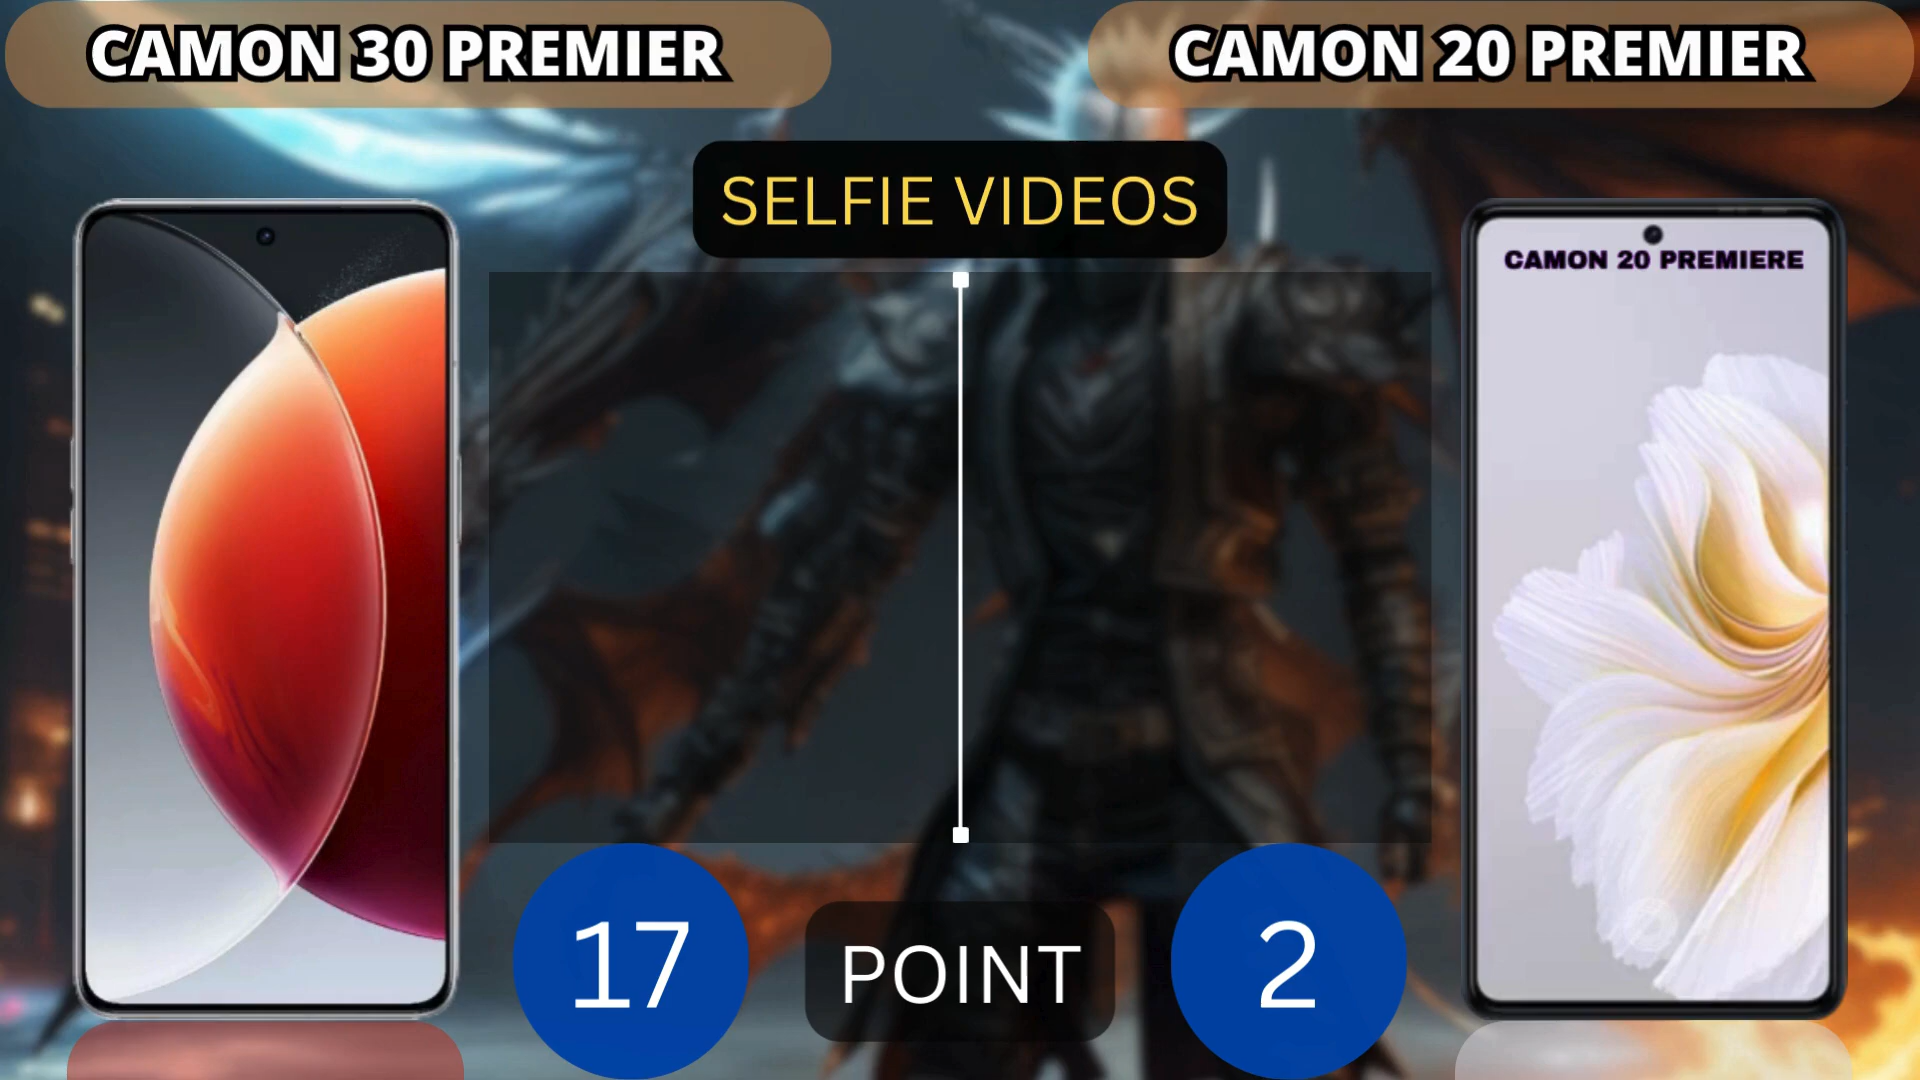 CAMON 30 PREMIER
CAMON 20 PREMIER
SELFIE VIDEOS
CAMON 20 PREMIERE
17
POINT
2